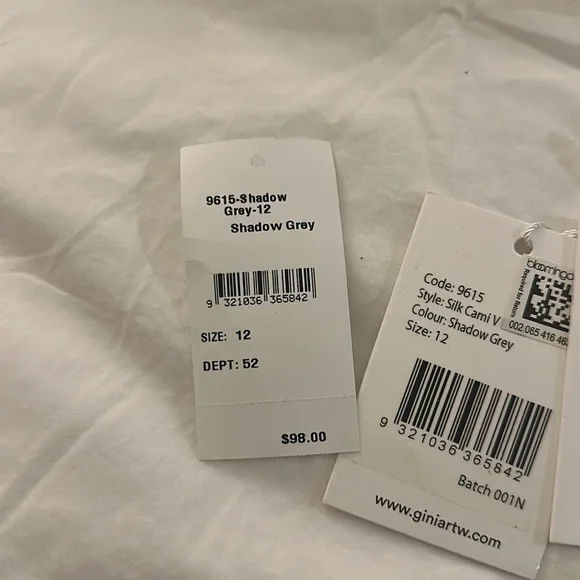 9615-Shadow
Grey-12
Shadow Grey
9 321036 365842
SIZE: 12
DEPT: 52
$98.00
bloominga
Required for Return
002 065 416
Code: 9615
Style: Silk Cami V
Colour: Shadow Grey
Size: 12
9 321036 365842
Batch 001N
www.giniartw.com